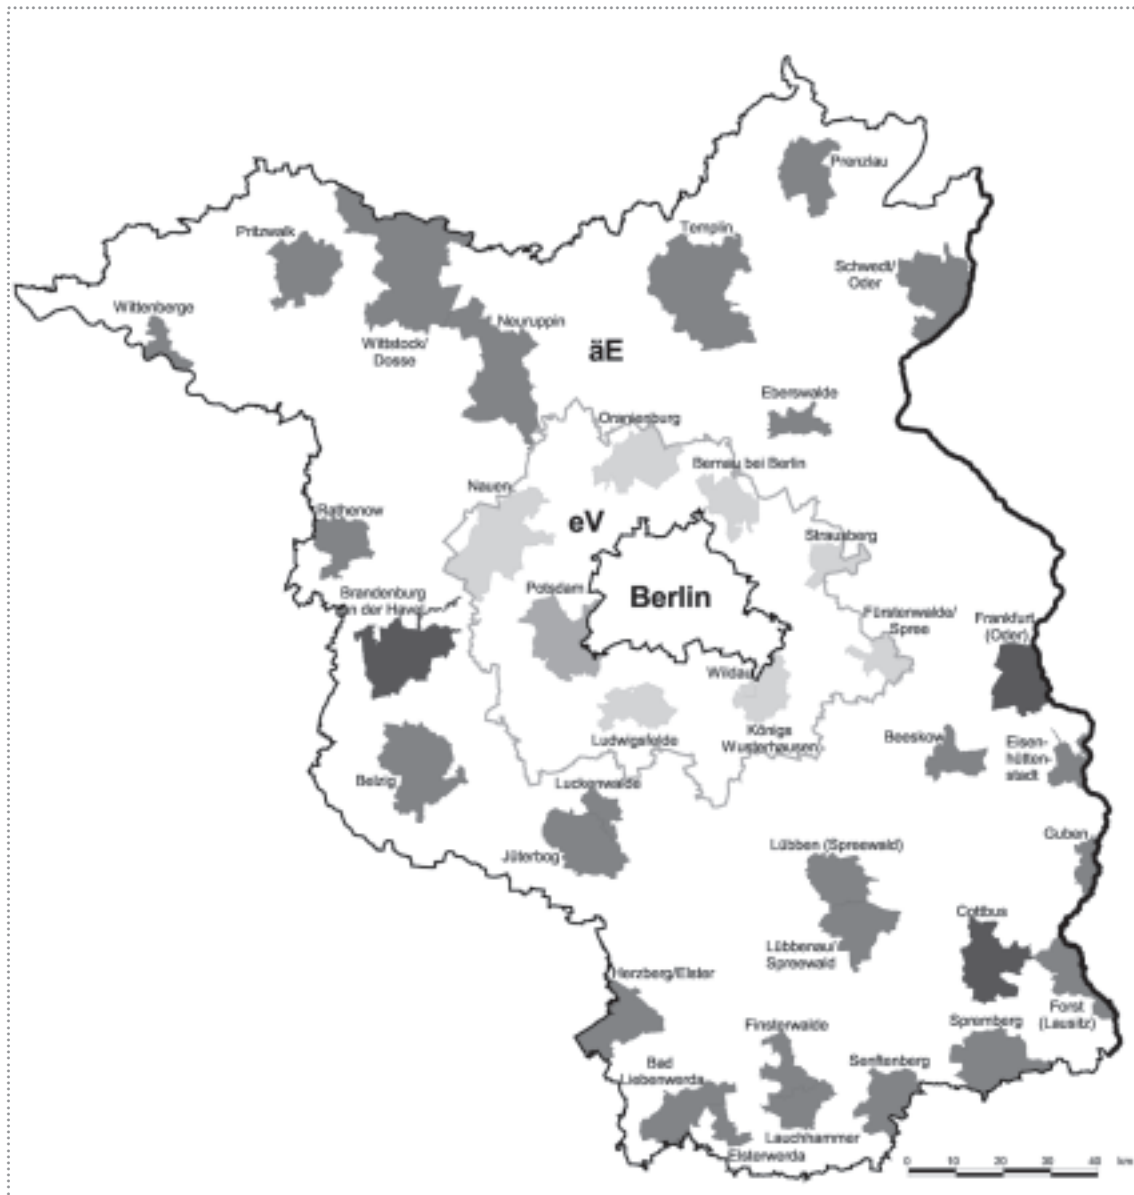 Prenzlau
Pritzwalk
Templin
Schwedt/
Oder
Wittenberge
Neuruppin
Wittstock/
Dosse
äE
Eberswalde
Oranienburg
Bernau bei Berlin
Nauen
Rathenow
eV
Strausberg
Brandenburg
an der Havel
Potsdam
Berlin
Fürstenwalde/
Spree
Frankfurt
(Oder)
Wildau
Ludwigsfelde
Königs
Wusterhausen
Beeskow
Eisen-
hütten-
stadt
Belzig
Luckenwalde
Jüterbog
Guben
Lübben (Spreewald)
Lübbenau/
Spreewald
Cottbus
Herzberg/Elster
Forst
(Lausitz)
Finsterwalde
Spremberg
Bad
Liebenwerda
Senftenberg
Lauchhammer
Elsterwerda
0 10 20 30 40 km